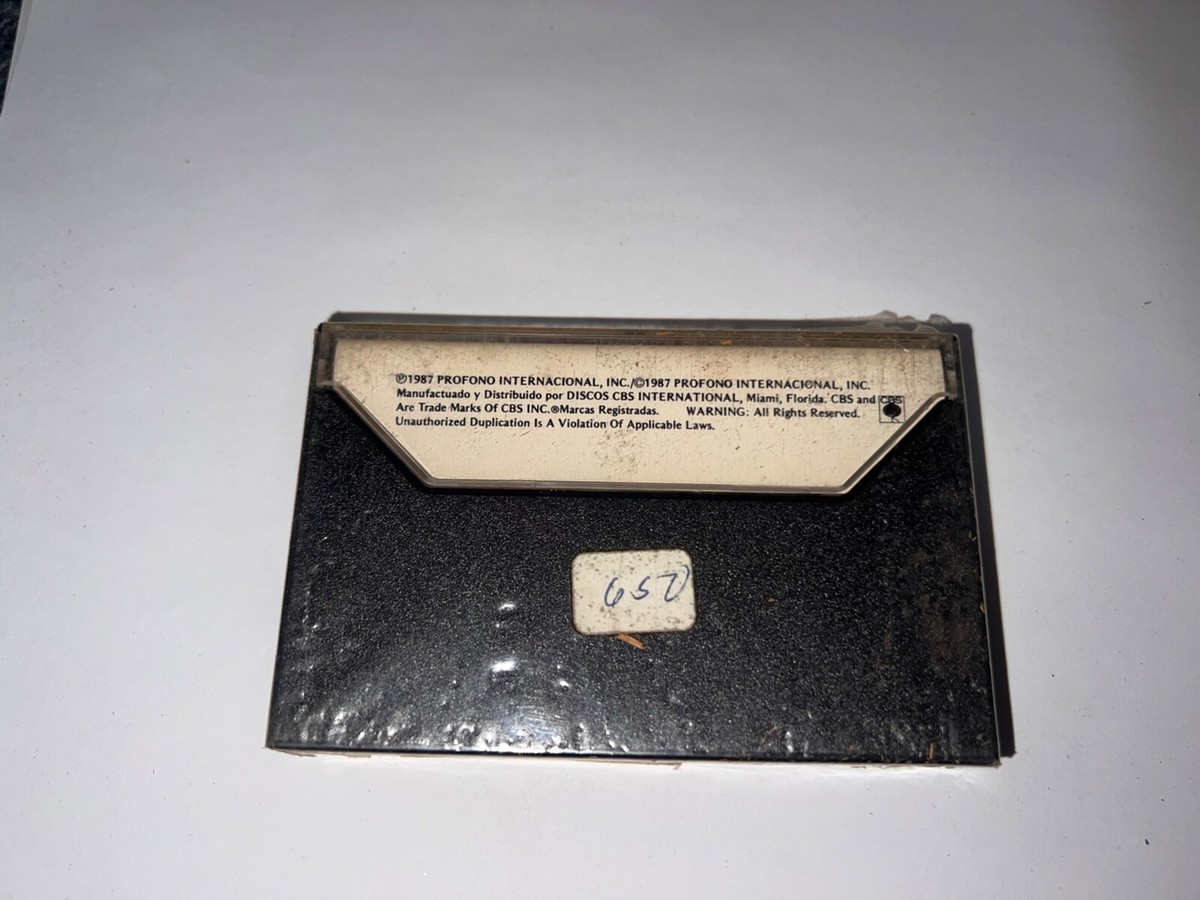 ℗1987 PROFONO INTERNACIONAL, INC./©1987 PROFONO INTERNACIONAL, INC.
Manufactuado y Distribuido por DISCOS CBS INTERNATIONAL, Miami, Florida. CBS and
CBS
Are Trade Marks Of CBS INC.®Marcas Registradas. WARNING: All Rights Reserved.
Unauthorized Duplication Is A Violation Of Applicable Laws.